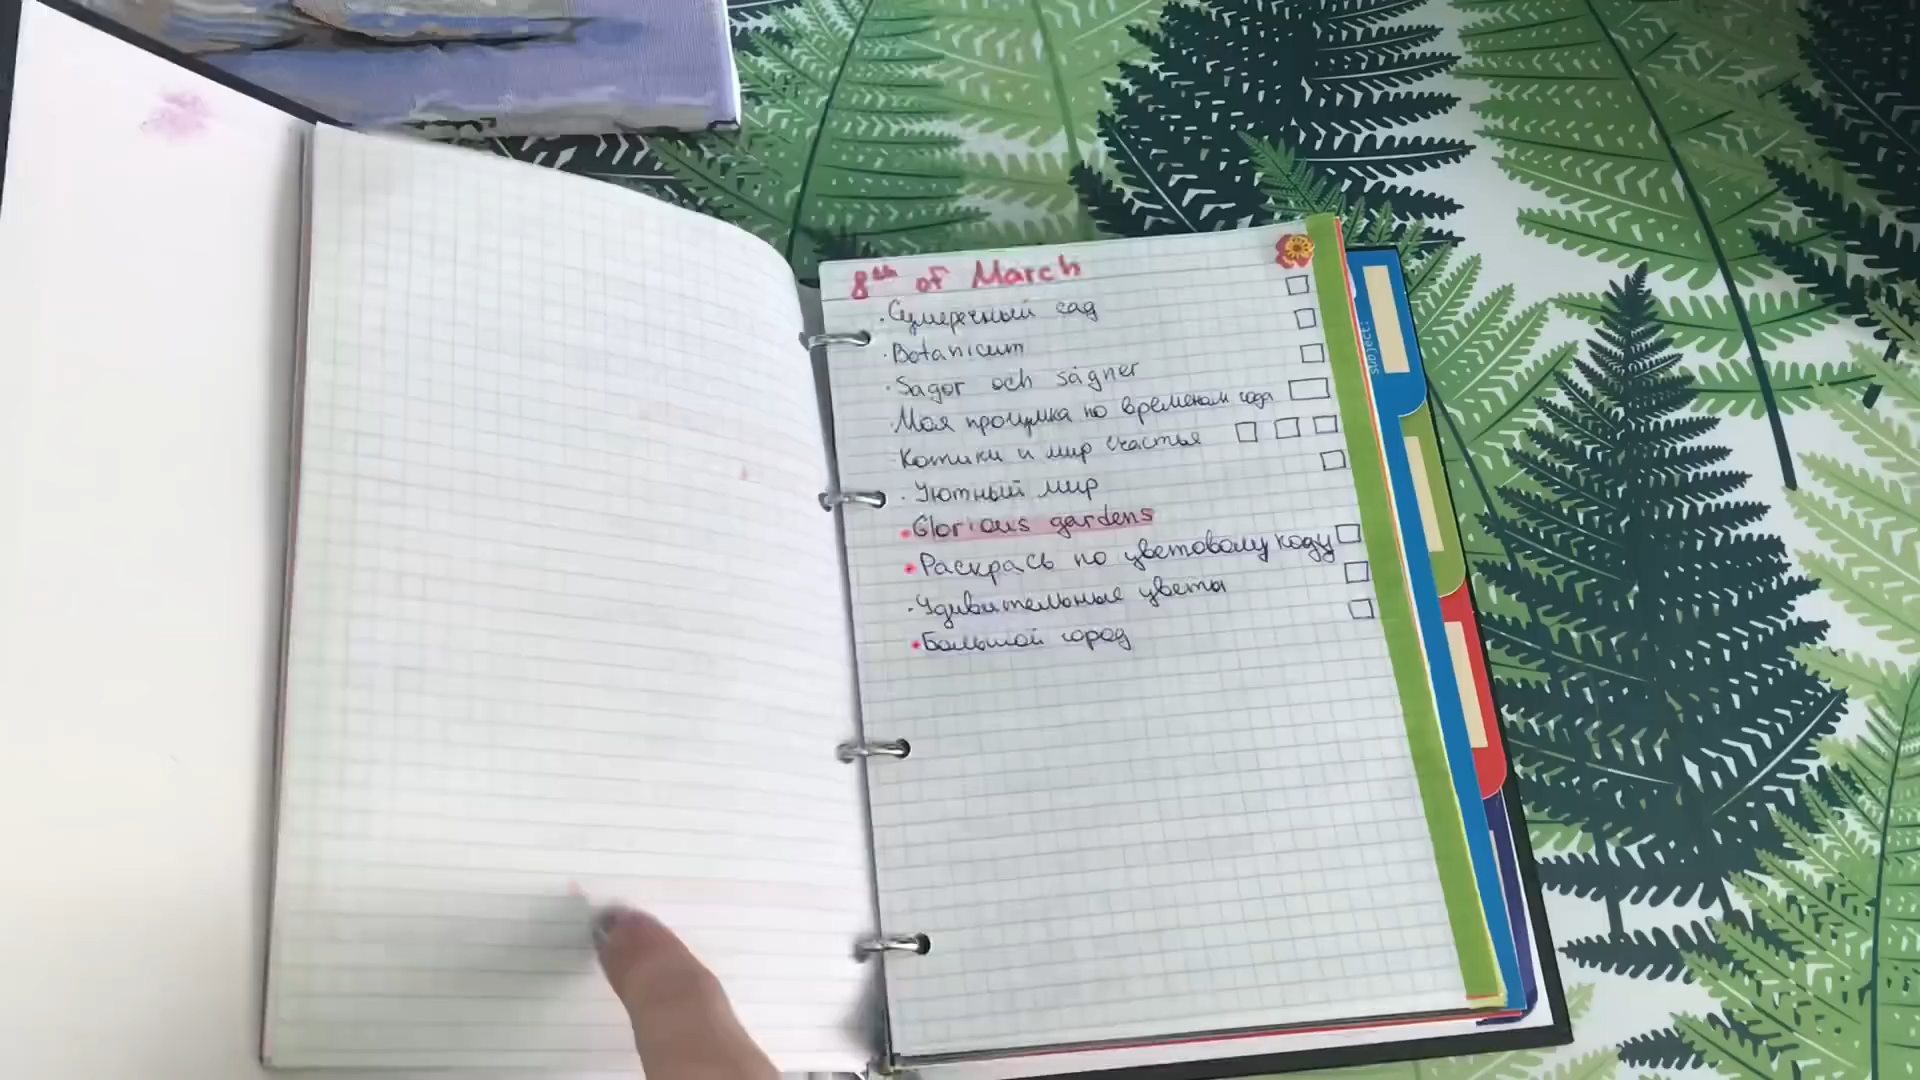 8th of March
· Сумеречный сад
· Botanicum
· Sagor och sägner
· Моя прогулка по временам года
Котики и мир счастья
· Уютный мир
• Glorious gardens
• Раскрась по цветовому коду
· Удивительные цветы
• Большой город
subject: